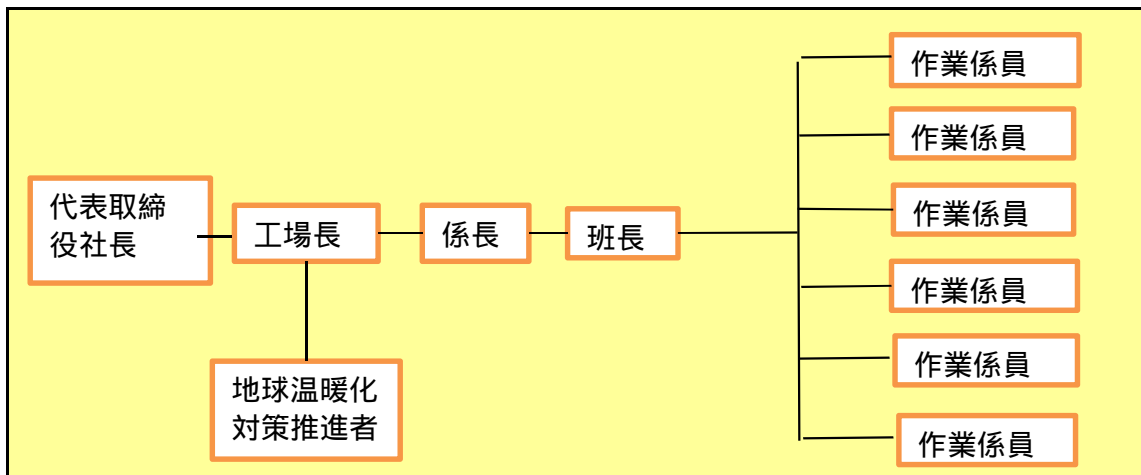 代表取締
役社長
工場長
係長
班長
地球温暖化
対策推進者
作業係員
作業係員
作業係員
作業係員
作業係員
作業係員